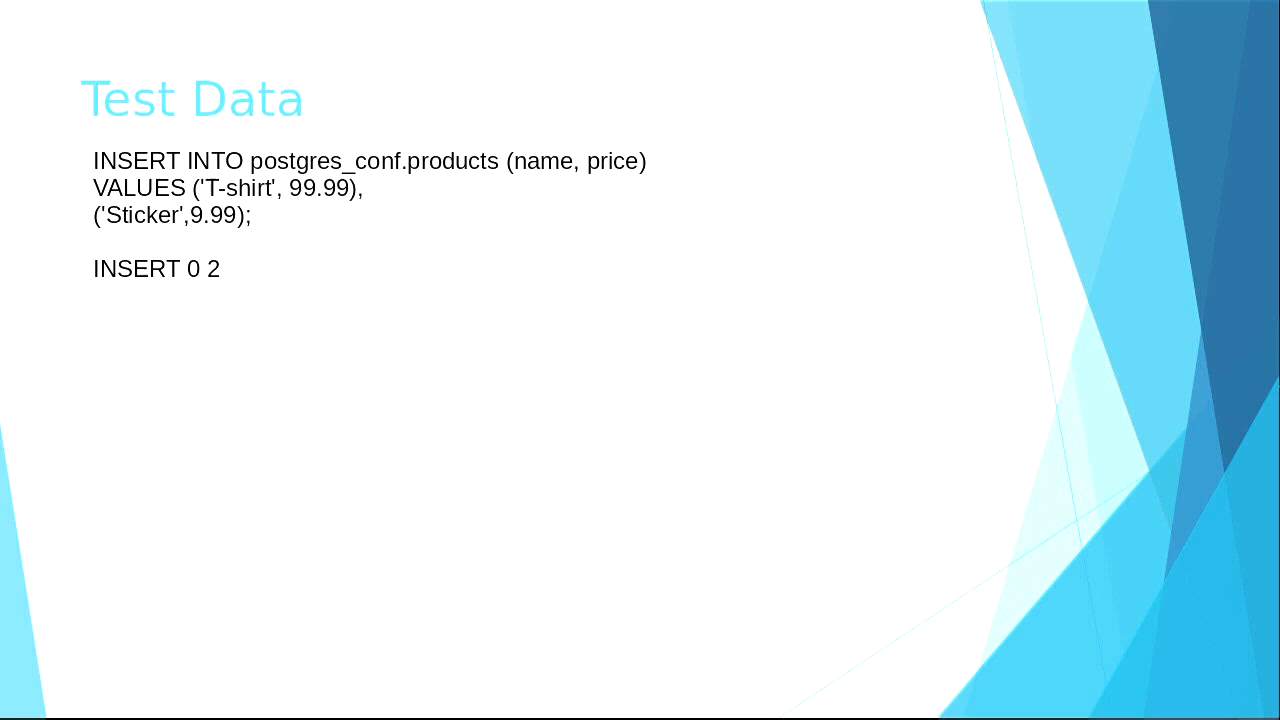 Test Data
INSERT INTO postgres_conf.products (name, price)
VALUES ('T-shirt', 99.99),
('Sticker',9.99);
INSERT 0 2